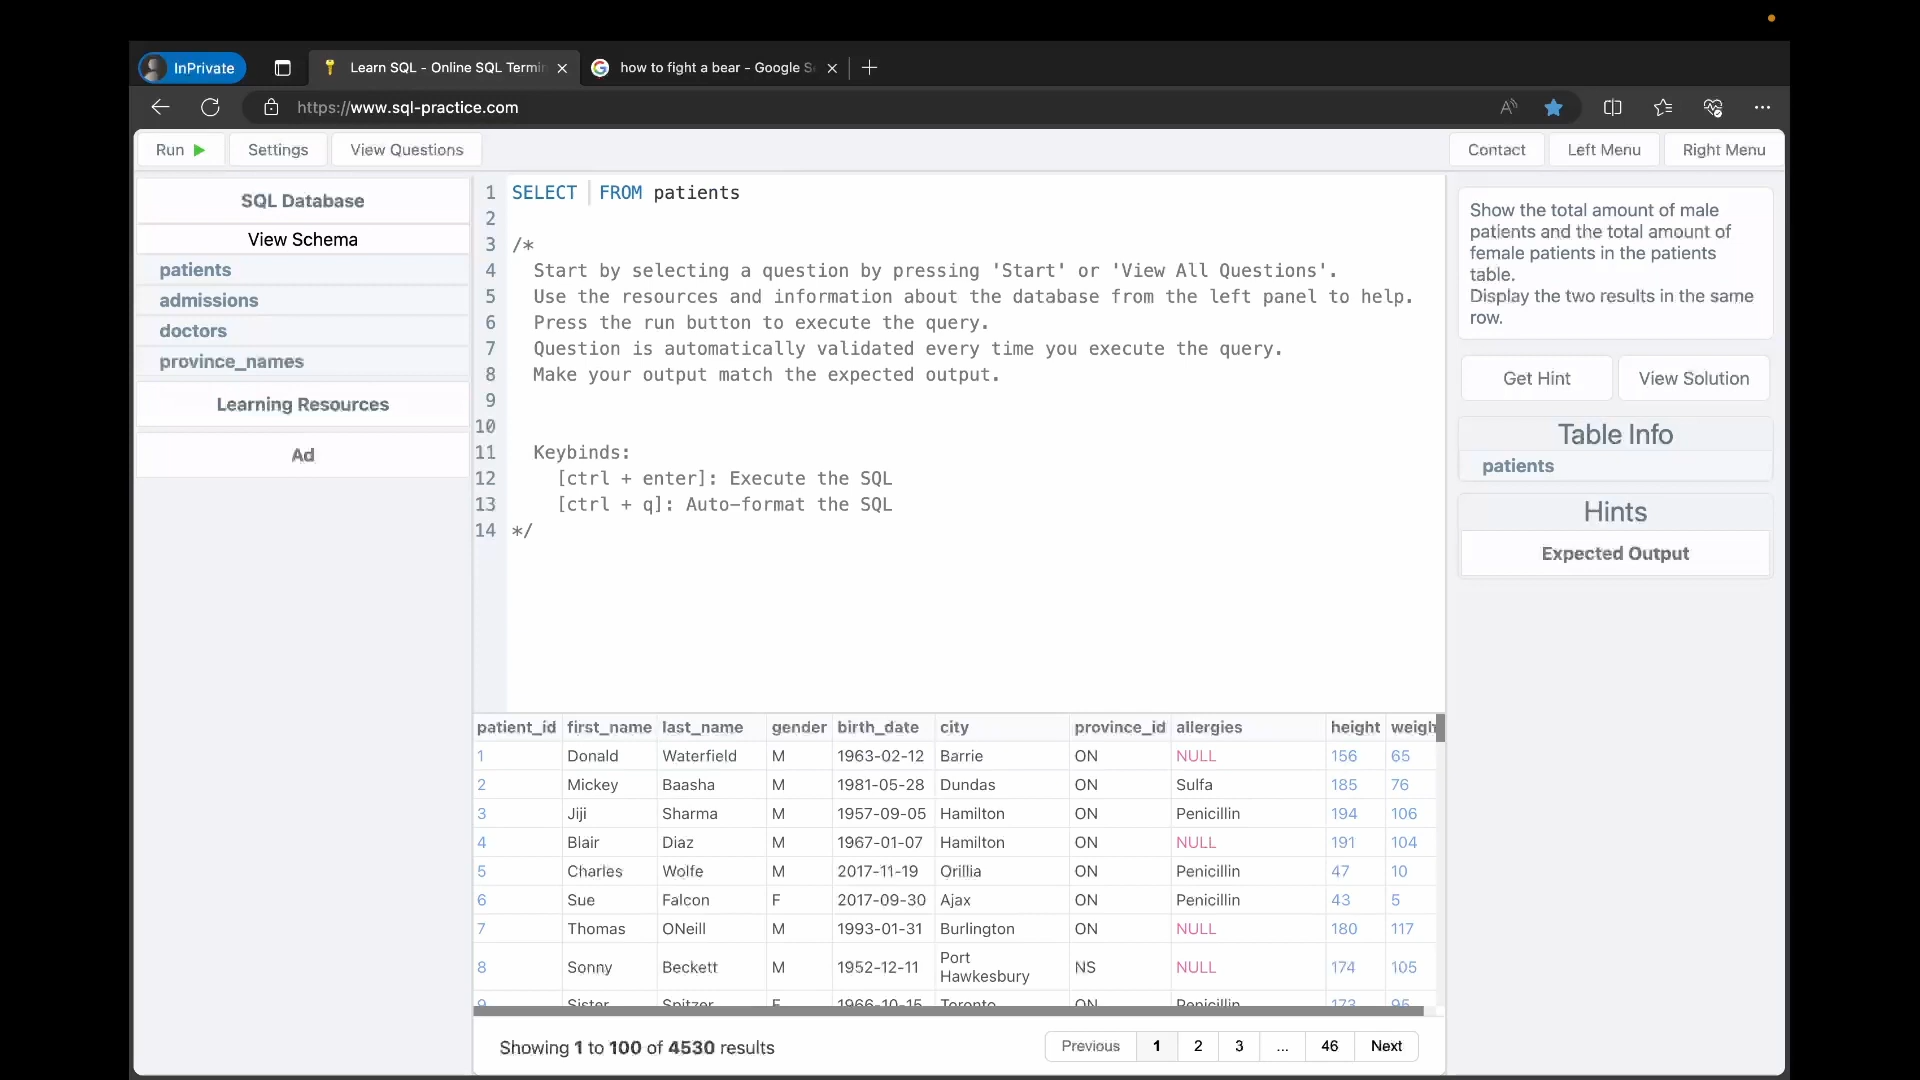 InPrivate
Learn SQL - Online SQL Termin
how to fight a bear - Google S
https://www.sql-practice.com
Run
Settings
View Questions
Contact
Left Menu
Right Menu
SQL Database
View Schema
patients
admissions
doctors
province_names
Learning Resources
Ad
1 SELECT FROM patients
2
3 /*
4 Start by selecting a question by pressing 'Start' or 'View All Questions'.
5 Use the resources and information about the database from the left panel to help.
6 Press the run button to execute the query.
7 Question is automatically validated every time you execute the query.
8 Make your output match the expected output.
9
10
11 Keybinds:
12 [ctrl + enter]: Execute the SQL
13 [ctrl + q]: Auto-format the SQL
14 */
Show the total amount of male
patients and the total amount of
female patients in the patients
table.
Display the two results in the same
row.
Get Hint
View Solution
Table Info
patients
Hints
Expected Output
patient_id first_name last_name gender birth_date city province_id allergies height weigh
1 Donald Waterfield M 1963-02-12 Barrie ON NULL 156 65
2 Mickey Baasha M 1981-05-28 Dundas ON Sulfa 185 76
3 Jiji Sharma M 1957-09-05 Hamilton ON Penicillin 194 106
4 Blair Diaz M 1967-01-07 Hamilton ON NULL 191 104
5 Charles Wolfe M 2017-11-19 Orillia ON Penicillin 47 10
6 Sue Falcon F 2017-09-30 Ajax ON Penicillin 43 5
7 Thomas ONeill M 1993-01-31 Burlington ON NULL 180 117
8 Sonny Beckett M 1952-12-11 Port Hawkesbury NS NULL 174 105
9 Sister Spitzer F 1966-10-15 Toronto ON Penicillin 173 95
Showing 1 to 100 of 4530 results
Previous 1 2 3 ... 46 Next